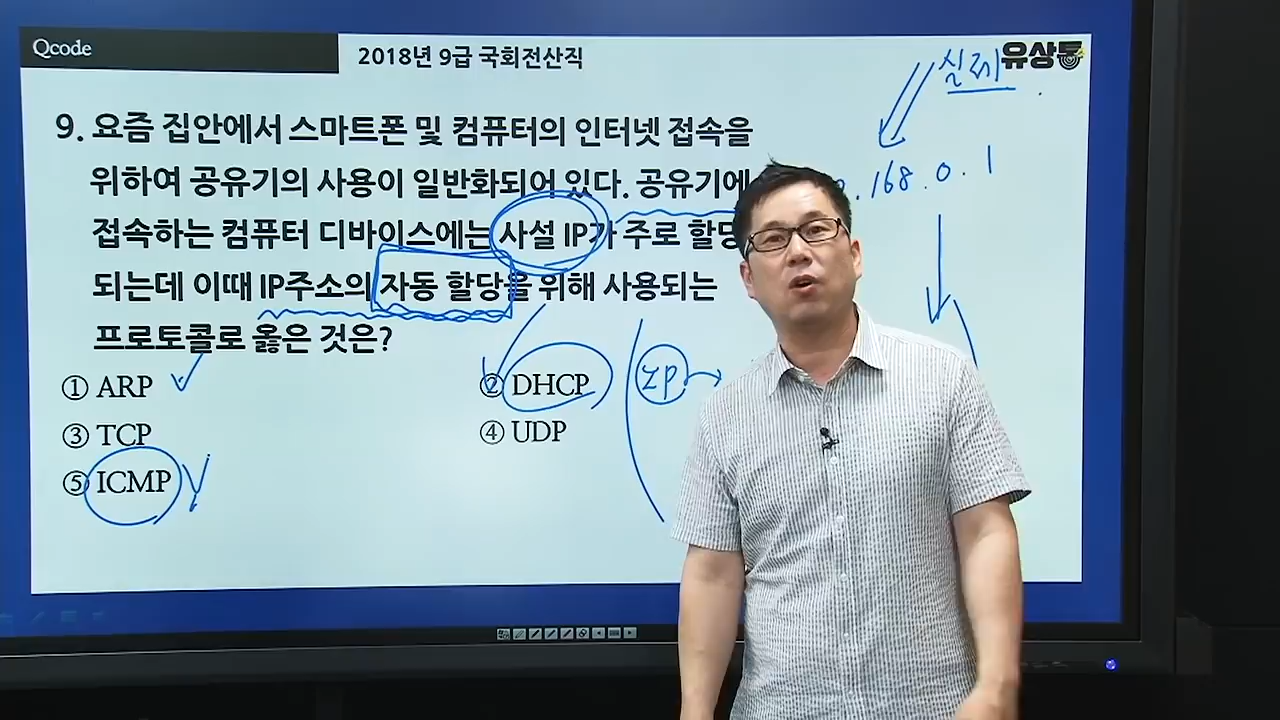 Qcode
2018년 9급 국회전산직
유상통
실제
9. 요즘 집안에서 스마트폰 및 컴퓨터의 인터넷 접속을
위하여 공유기의 사용이 일반화되어 있다. 공유기에
.168.0.1
접속하는 컴퓨터 디바이스에는 사설 IP가 주로 할당
되는데 이때 IP주소의 자동 할당을 위해 사용되는
프로토콜로 옳은 것은?
① ARP
② DHCP
IP
③ TCP
④ UDP
⑤ ICMP